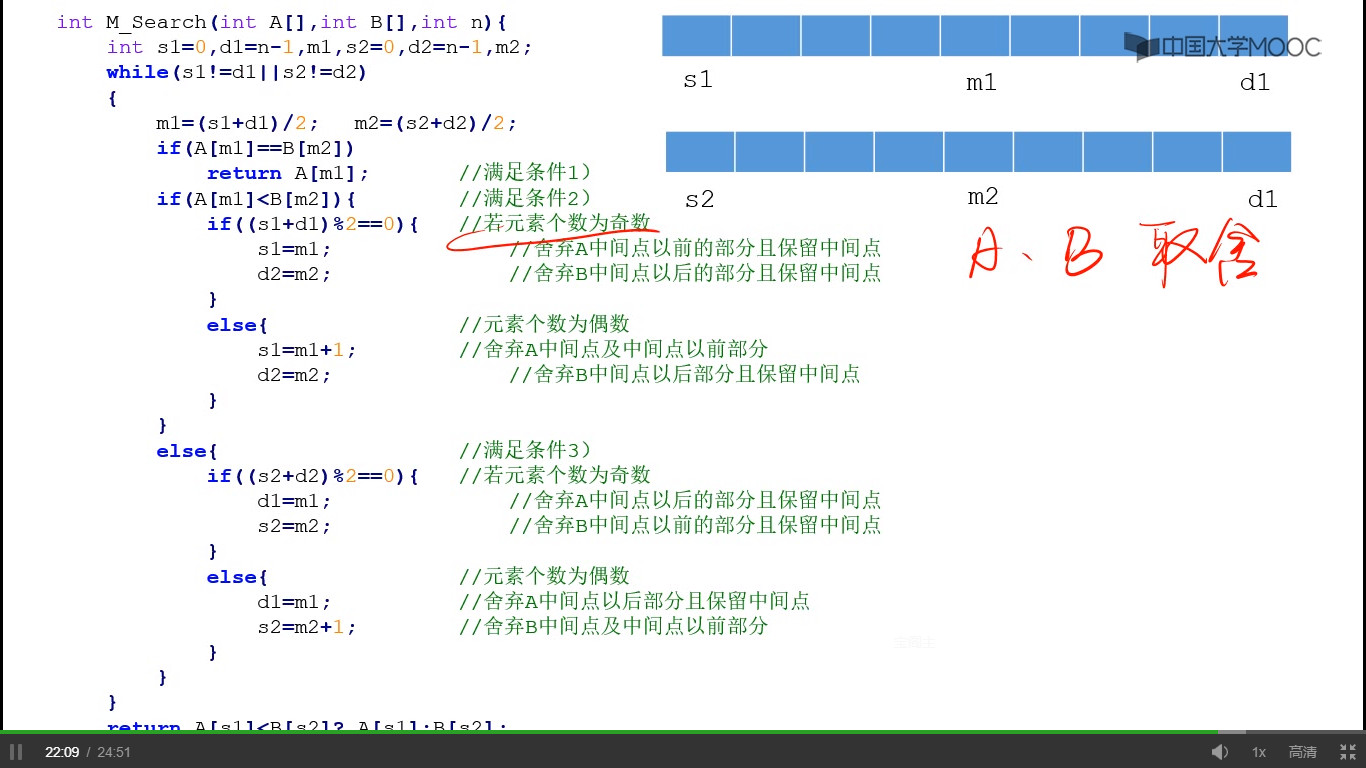 int M_Search(int A[],int B[],int n){
int s1=0,d1=n-1,m1,s2=0,d2=n-1,m2;
while(s1!=d1||s2!=d2)
{
m1=(s1+d1)/2; m2=(s2+d2)/2;
if(A[m1]==B[m2])
return A[m1]; //满足条件1）
if(A[m1]<B[m2]){ //满足条件2）
if((s1+d1)%2==0){ //若元素个数为奇数
s1=m1; //舍弃A中间点以前的部分且保留中间点
d2=m2; //舍弃B中间点以后的部分且保留中间点
}
else{ //元素个数为偶数
s1=m1+1; //舍弃A中间点及中间点以前部分
d2=m2; //舍弃B中间点以后部分且保留中间点
}
}
else{ //满足条件3）
if((s2+d2)%2==0){ //若元素个数为奇数
d1=m1; //舍弃A中间点以后的部分且保留中间点
s2=m2; //舍弃B中间点以前的部分且保留中间点
}
else{ //元素个数为偶数
d1=m1; //舍弃A中间点以后部分且保留中间点
s2=m2+1; //舍弃B中间点及中间点以前部分
}
}
}
return A[s1]<B[s2]? A[s1]:B[s2];
中国大学MOOC
s1 m1 d1
s2 m2 d1
A、B 取舍
22:09 / 24:51 1x 高清